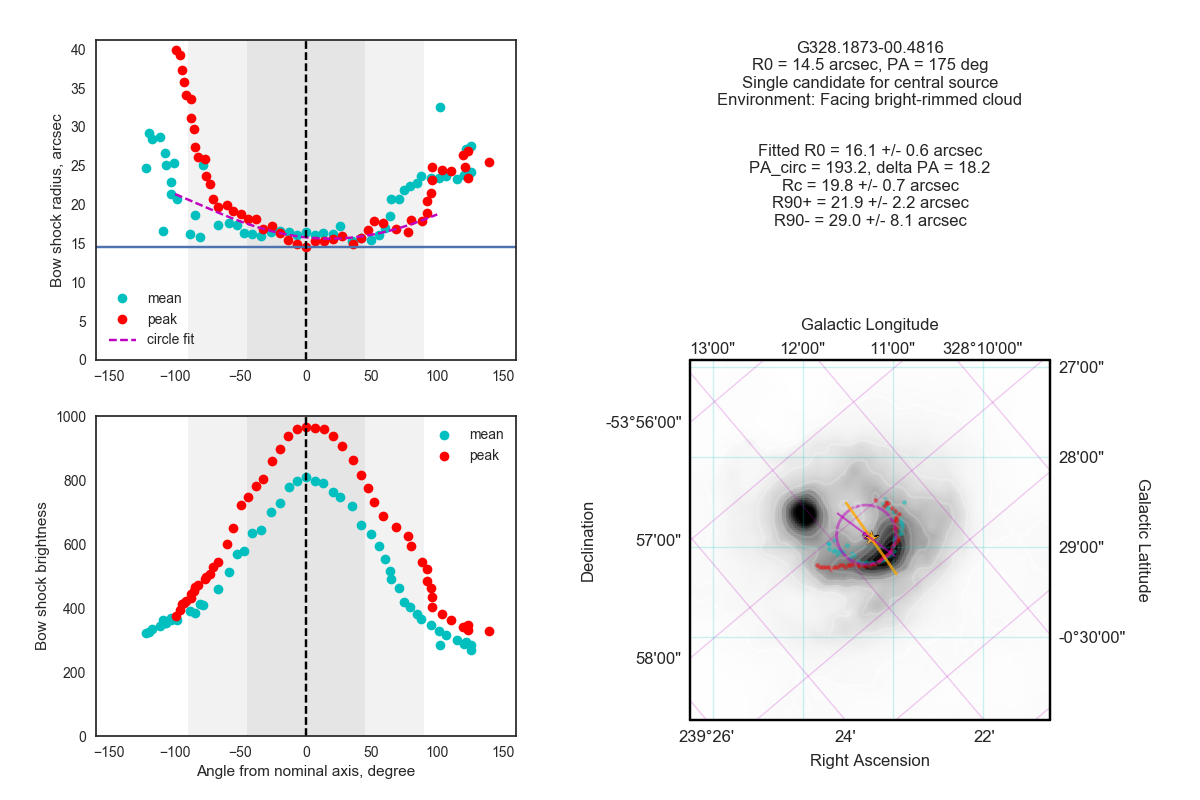 G328.1873-00.4816
R0 = 14.5 arcsec, PA = 175 deg
Single candidate for central source
Environment: Facing bright-rimmed cloud
Fitted R0 = 16.1 +/- 0.6 arcsec
PA_circ = 193.2, delta PA = 18.2
Rc = 19.8 +/- 0.7 arcsec
R90+ = 21.9 +/- 2.2 arcsec
R90- = 29.0 +/- 8.1 arcsec
Bow shock radius, arcsec
40
35
30
25
20
15
10
5
0
mean
peak
circle fit
−150 −100 −50 0 50 100 150
Bow shock brightness
1000
800
600
400
200
0
mean
peak
−150 −100 −50 0 50 100 150
Angle from nominal axis, degree
Galactic Longitude
13'00" 12'00" 11'00" 328°10'00"
27'00"
28'00"
29'00"
-0°30'00"
Galactic Latitude
Declination
-53°56'00"
57'00"
58'00"
239°26' 24' 22'
Right Ascension